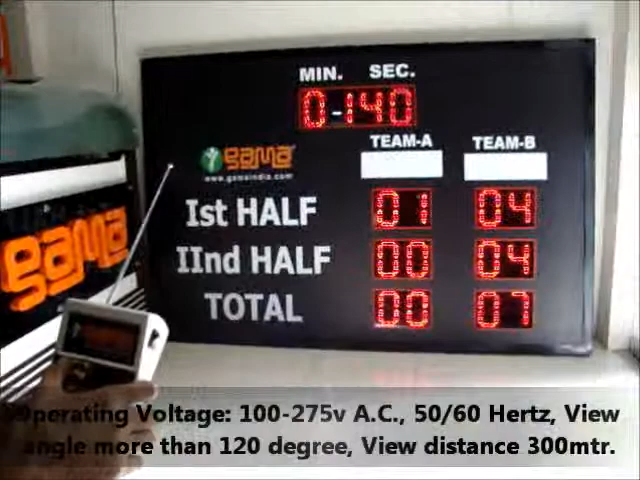 MIN. SEC.
0-140
TEAM-A TEAM-B
gama
www.gamaindia.com
Ist HALF 01 04
IInd HALF 00 04
TOTAL 00 07
gama
Operating Voltage: 100-275v A.C., 50/60 Hertz, View
angle more than 120 degree, View distance 300mtr.